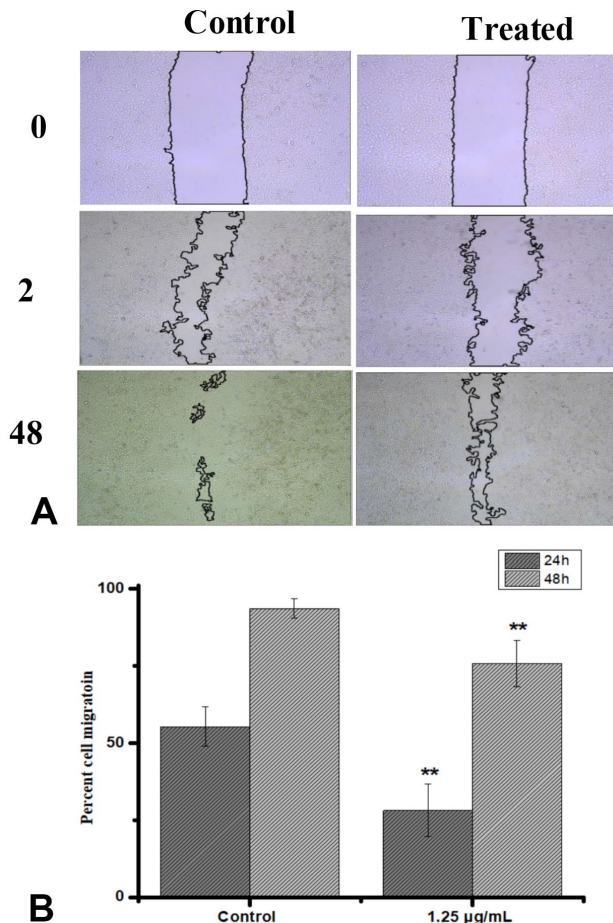 Control Treated
0
2
48
A
24h
48h
100
50
0
Percent cell migratoin
**
**
Control 1.25 µg/mL
B